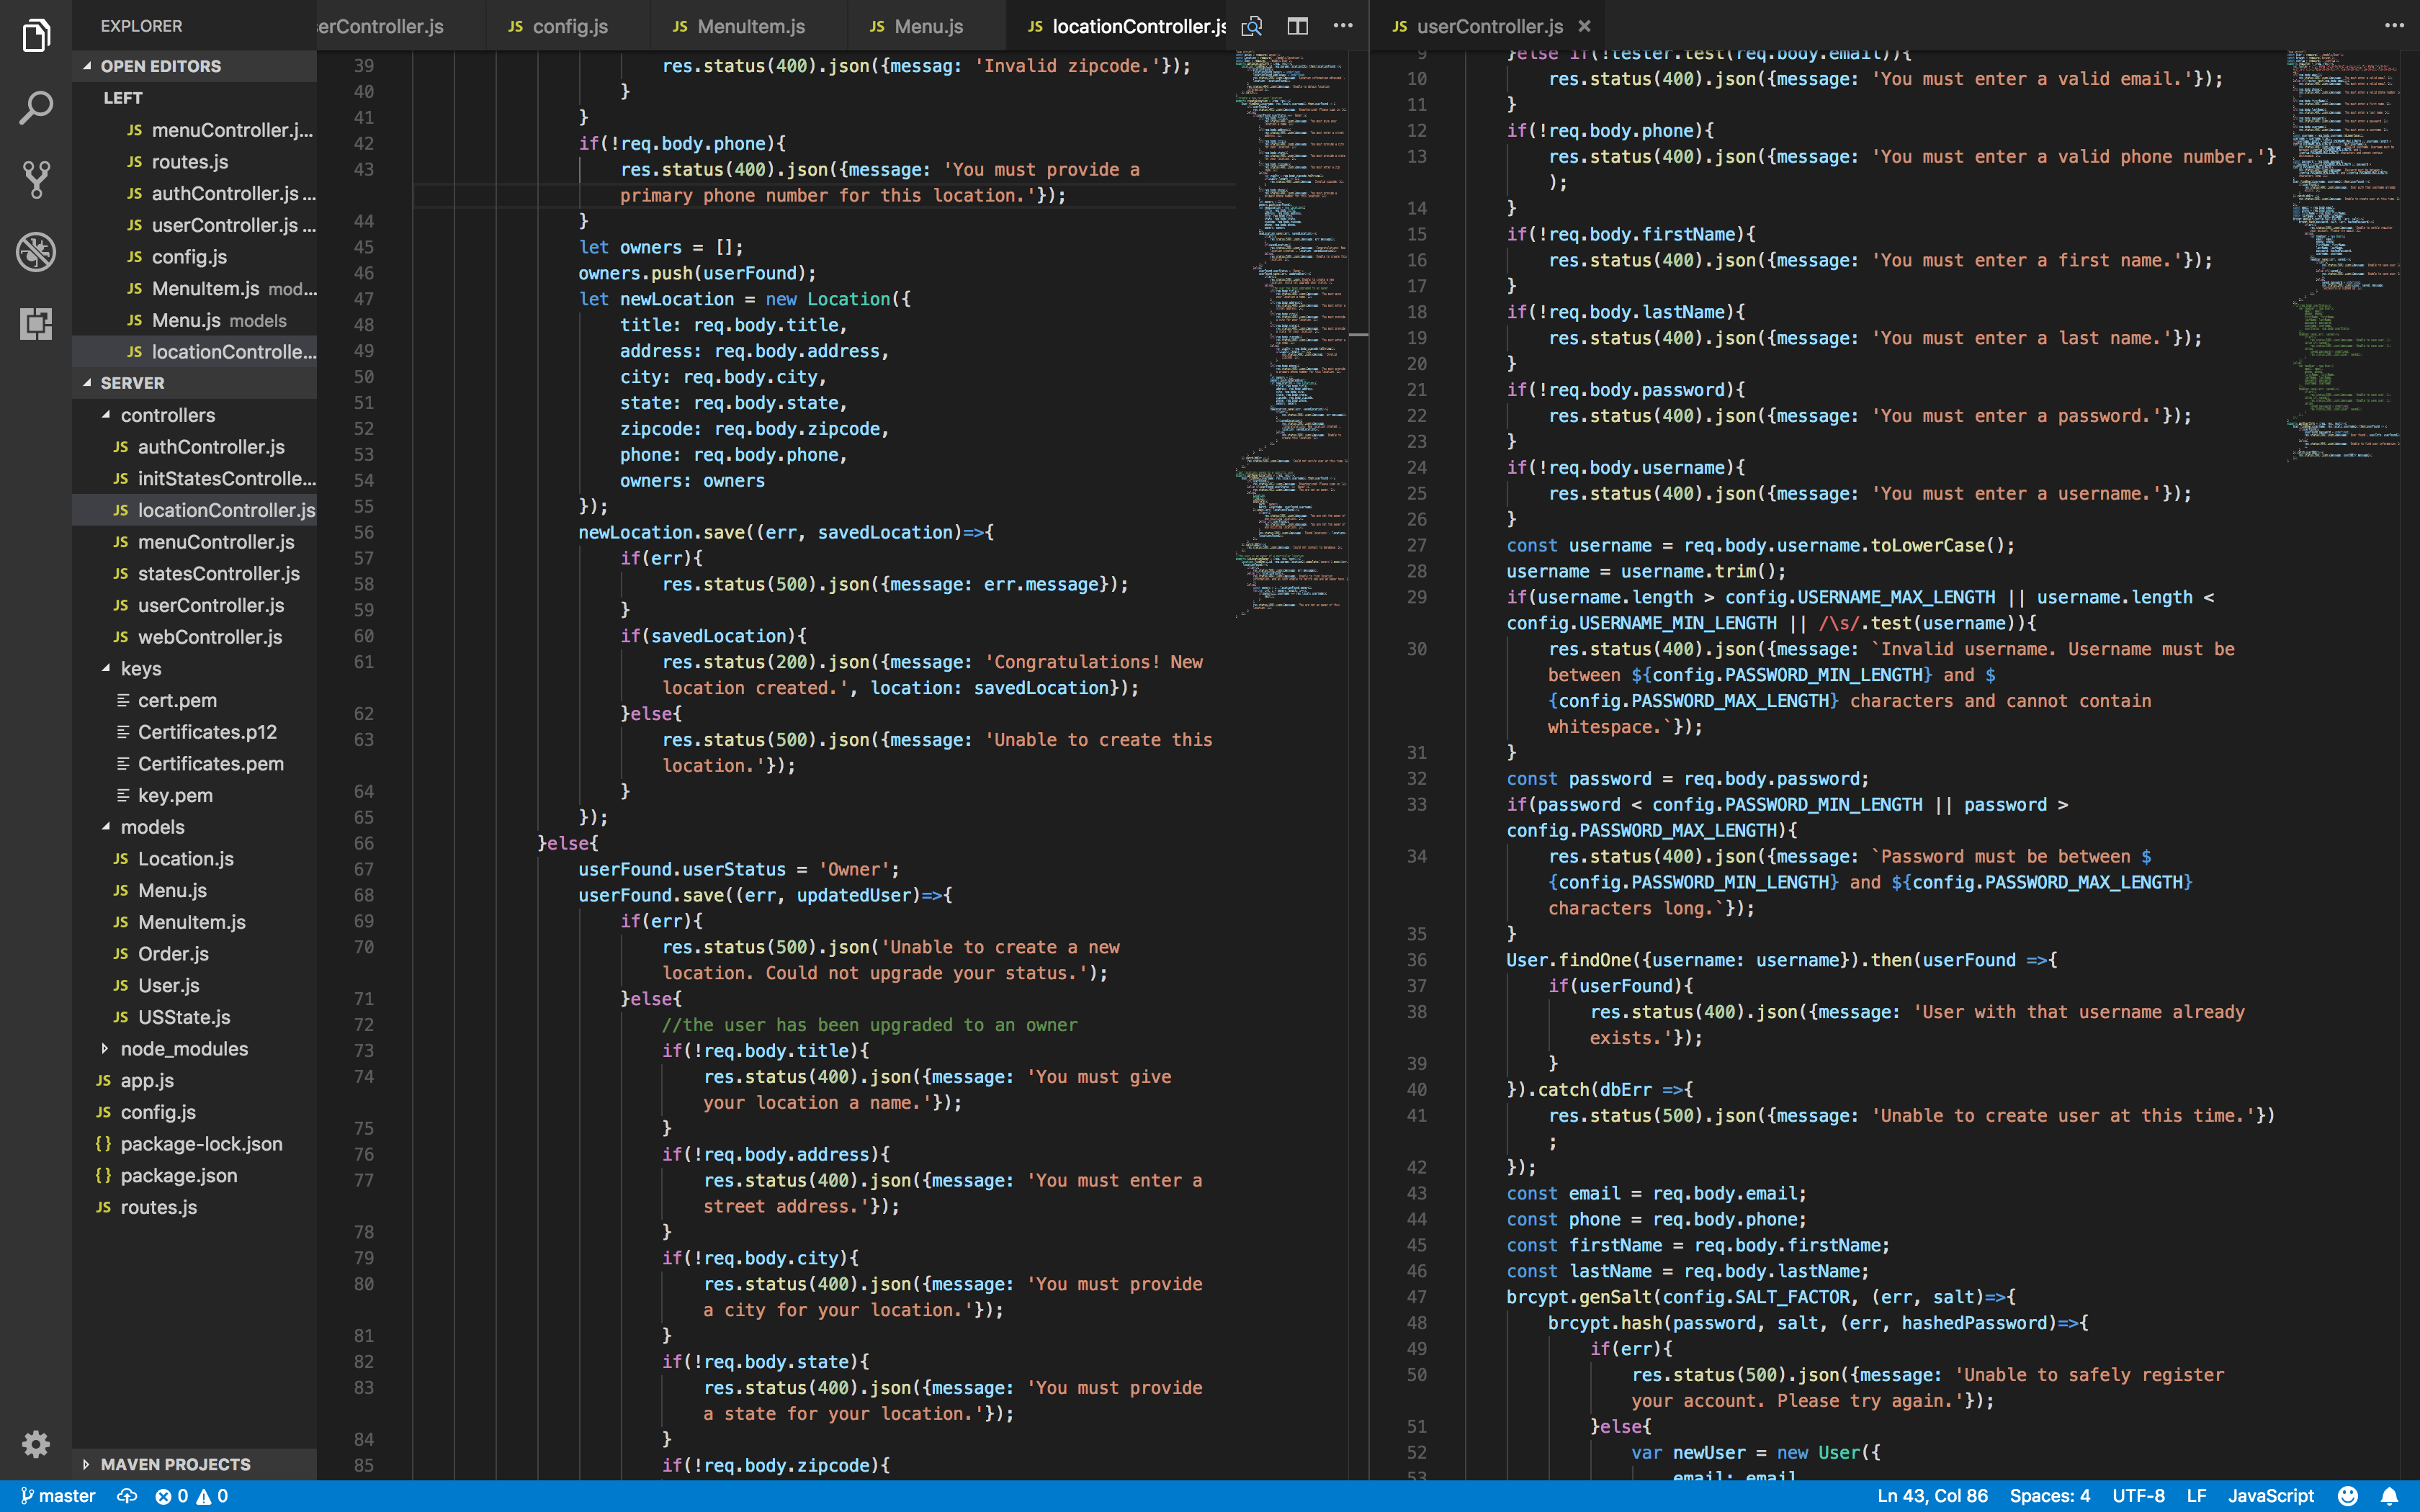 EXPLORER
OPEN EDITORS
LEFT
JS menuController.j...
JS routes.js
JS authController.js ...
JS userController.js ...
JS config.js
JS MenuItem.js mod...
JS Menu.js models
JS locationControlle...
SERVER
controllers
JS authController.js
JS initStatesControlle...
JS locationController.js
JS menuController.js
JS statesController.js
JS userController.js
JS webController.js
keys
cert.pem
Certificates.p12
Certificates.pem
key.pem
models
JS Location.js
JS Menu.js
JS MenuItem.js
JS Order.js
JS User.js
JS USState.js
node_modules
JS app.js
JS config.js
{} package-lock.json
{} package.json
JS routes.js
MAVEN PROJECTS
serController.js JS config.js JS MenuItem.js JS Menu.js JS locationController.js
39 res.status(400).json({messag: 'Invalid zipcode.'});
40 }
41 }
42 if(!req.body.phone){
43 res.status(400).json({message: 'You must provide a
primary phone number for this location.'});
44 }
45 let owners = [];
46 owners.push(userFound);
47 let newLocation = new Location({
48 title: req.body.title,
49 address: req.body.address,
50 city: req.body.city,
51 state: req.body.state,
52 zipcode: req.body.zipcode,
53 phone: req.body.phone,
54 owners: owners
55 });
56 newLocation.save((err, savedLocation)=>{
57 if(err){
58 res.status(500).json({message: err.message});
59 }
60 if(savedLocation){
61 res.status(200).json({message: 'Congratulations! New
location created.', location: savedLocation});
62 }else{
63 res.status(500).json({message: 'Unable to create this
location.'});
64 }
65 });
66 }else{
67 userFound.userStatus = 'Owner';
68 userFound.save((err, updatedUser)=>{
69 if(err){
70 res.status(500).json('Unable to create a new
location. Could not upgrade your status.');
71 }else{
72 //the user has been upgraded to an owner
73 if(!req.body.title){
74 res.status(400).json({message: 'You must give
your location a name.'});
75 }
76 if(!req.body.address){
77 res.status(400).json({message: 'You must enter a
street address.'});
78 }
79 if(!req.body.city){
80 res.status(400).json({message: 'You must provide
a city for your location.'});
81 }
82 if(!req.body.state){
83 res.status(400).json({message: 'You must provide
a state for your location.'});
84 }
85 if(!req.body.zipcode){
JS userController.js ×
9 }else if(!tester.test(req.body.email)){
10 res.status(400).json({message: 'You must enter a valid email.'});
11 }
12 if(!req.body.phone){
13 res.status(400).json({message: 'You must enter a valid phone number.'}
);
14 }
15 if(!req.body.firstName){
16 res.status(400).json({message: 'You must enter a first name.'});
17 }
18 if(!req.body.lastName){
19 res.status(400).json({message: 'You must enter a last name.'});
20 }
21 if(!req.body.password){
22 res.status(400).json({message: 'You must enter a password.'});
23 }
24 if(!req.body.username){
25 res.status(400).json({message: 'You must enter a username.'});
26 }
27 const username = req.body.username.toLowerCase();
28 username = username.trim();
29 if(username.length > config.USERNAME_MAX_LENGTH || username.length <
config.USERNAME_MIN_LENGTH || /\s/.test(username)){
30 res.status(400).json({message: `Invalid username. Username must be
between ${config.PASSWORD_MIN_LENGTH} and $
{config.PASSWORD_MAX_LENGTH} characters and cannot contain
whitespace.`});
31 }
32 const password = req.body.password;
33 if(password < config.PASSWORD_MIN_LENGTH || password >
config.PASSWORD_MAX_LENGTH){
34 res.status(400).json({message: `Password must be between $
{config.PASSWORD_MIN_LENGTH} and ${config.PASSWORD_MAX_LENGTH}
characters long.`});
35 }
36 User.findOne({username: username}).then(userFound =>{
37 if(userFound){
38 res.status(400).json({message: 'User with that username already
exists.'});
39 }
40 }).catch(dbErr =>{
41 res.status(500).json({message: 'Unable to create user at this time.'})
;
42 });
43 const email = req.body.email;
44 const phone = req.body.phone;
45 const firstName = req.body.firstName;
46 const lastName = req.body.lastName;
47 brcypt.genSalt(config.SALT_FACTOR, (err, salt)=>{
48 brcypt.hash(password, salt, (err, hashedPassword)=>{
49 if(err){
50 res.status(500).json({message: 'Unable to safely register
your account. Please try again.'});
51 }else{
52 var newUser = new User({
53 email: email
master 0 0 Ln 43, Col 86 Spaces: 4 UTF-8 LF JavaScript